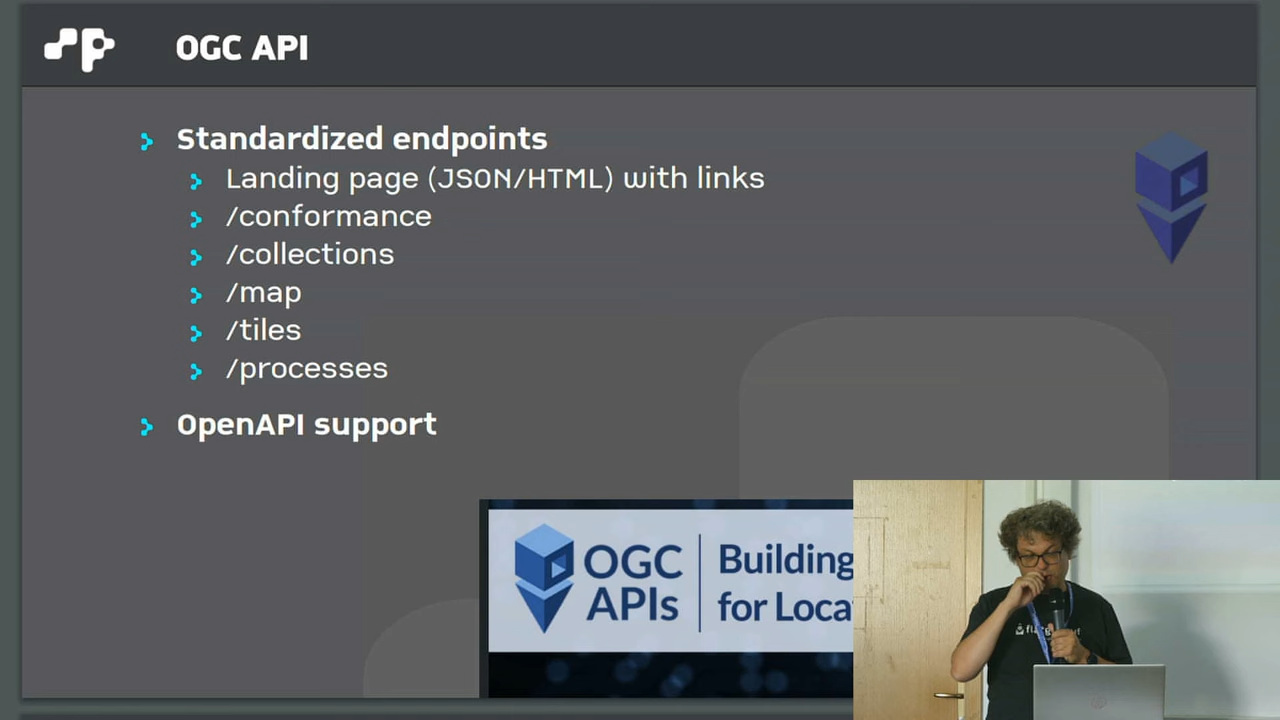 OGC API
Standardized endpoints
Landing page (JSON/HTML) with links
/conformance
/collections
/map
/tiles
/processes
OpenAPI support
OGC APIs
Building
for Loca